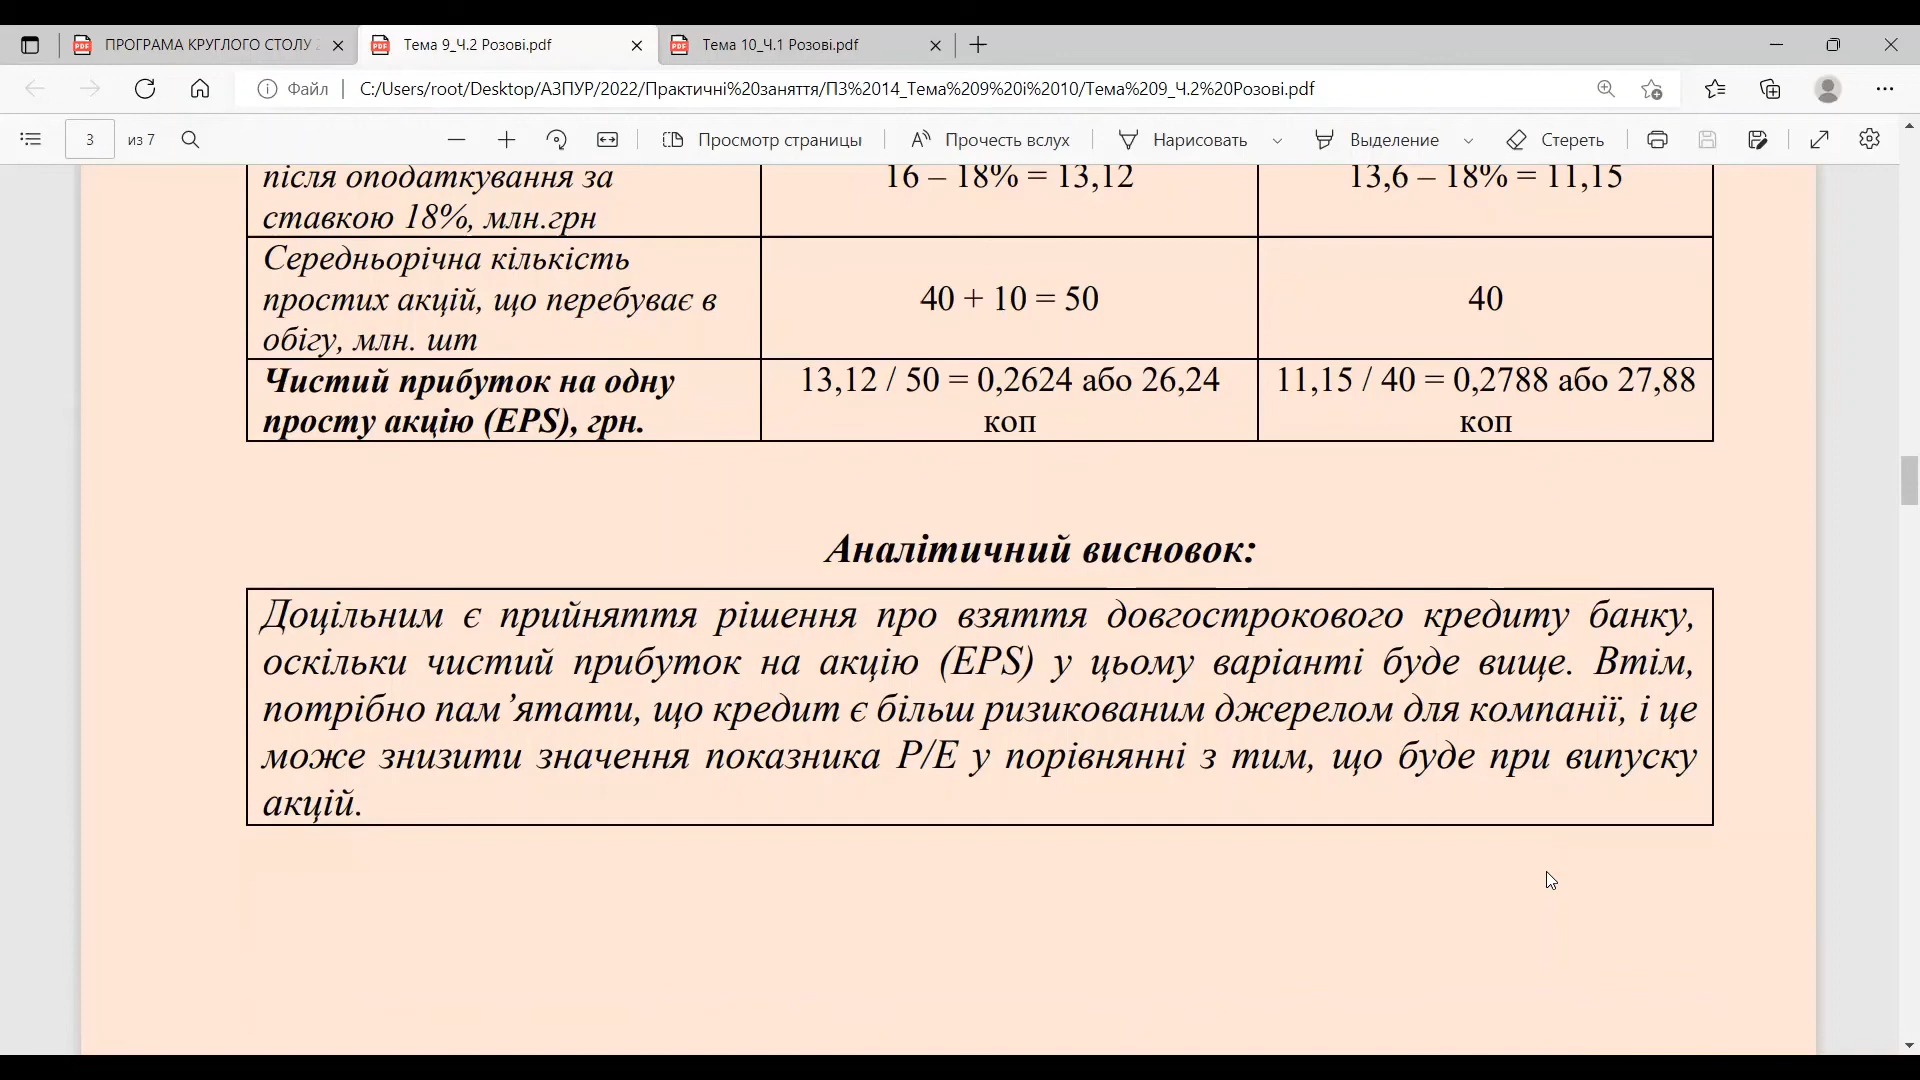 ПРОГРАМА КРУГЛОГО СТОЛУ
Тема 9_Ч.2 Розові.pdf
Тема 10_Ч.1 Розові.pdf
Файл
C:/Users/root/Desktop/АЗПУР/2022/Практичні%20заняття/ПЗ%2014_Тема%209%20і%2010/Тема%209_Ч.2%20Розові.pdf
3 из 7
Просмотр страницы
Прочесть вслух
Нарисовать
Выделение
Стереть
після оподаткування за
ставкою 18%, млн.грн
16 – 18% = 13,12
13,6 – 18% = 11,15
Середньорічна кількість
простих акцій, що перебуває в
обігу, млн. шт
40 + 10 = 50
40
Чистий прибуток на одну
просту акцію (EPS), грн.
13,12 / 50 = 0,2624 або 26,24
коп
11,15 / 40 = 0,2788 або 27,88
коп
Аналітичний висновок:
Доцільним є прийняття рішення про взяття довгострокового кредиту банку,
оскільки чистий прибуток на акцію (EPS) у цьому варіанті буде вище. Втім,
потрібно пам’ятати, що кредит є більш ризикованим джерелом для компанії, і це
може знизити значення показника P/E у порівнянні з тим, що буде при випуску
акцій.